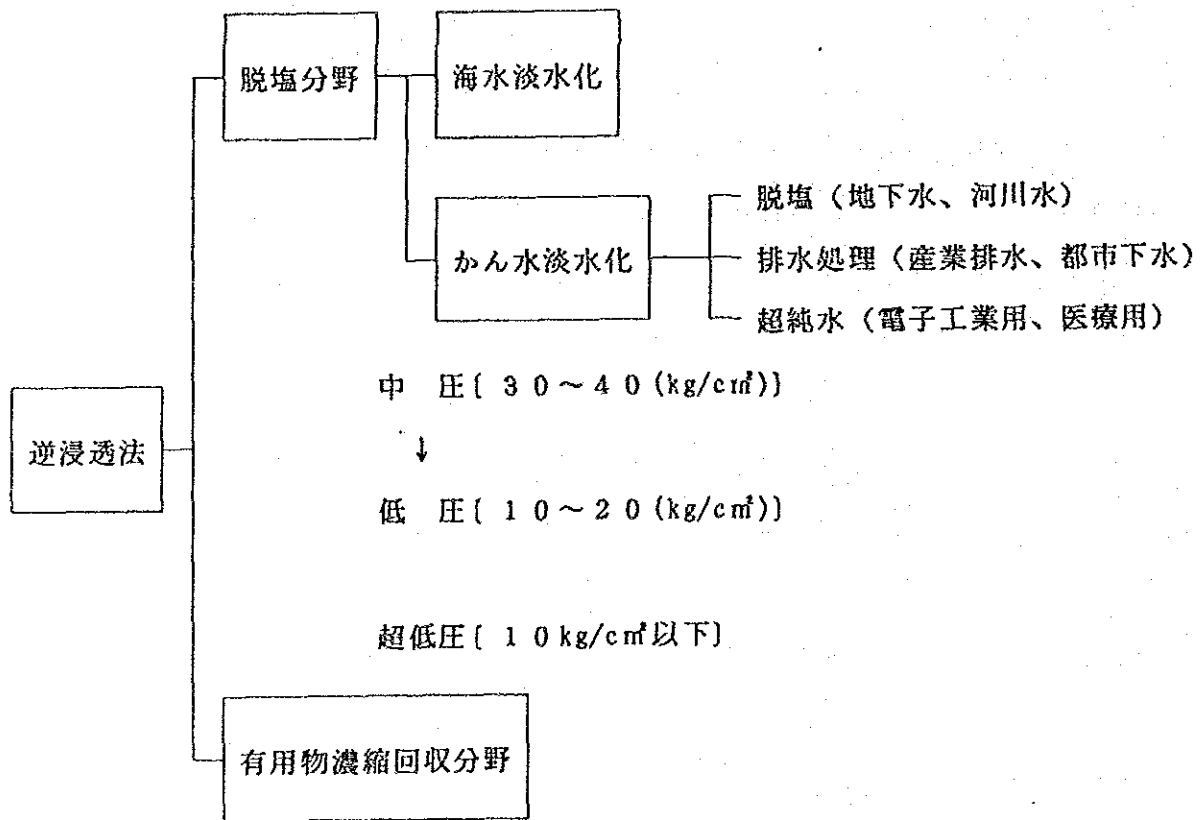 脱塩分野
海水淡水化
脱塩（地下水、河川水）
かん水淡水化
排水処理（産業排水、都市下水）
超純水（電子工業用、医療用）
中　圧［３０～４０(kg/c㎡)］
逆浸透法
↓
低　圧［１０～２０(kg/c㎡)］
超低圧［１０kg/c㎡以下］
有用物濃縮回収分野